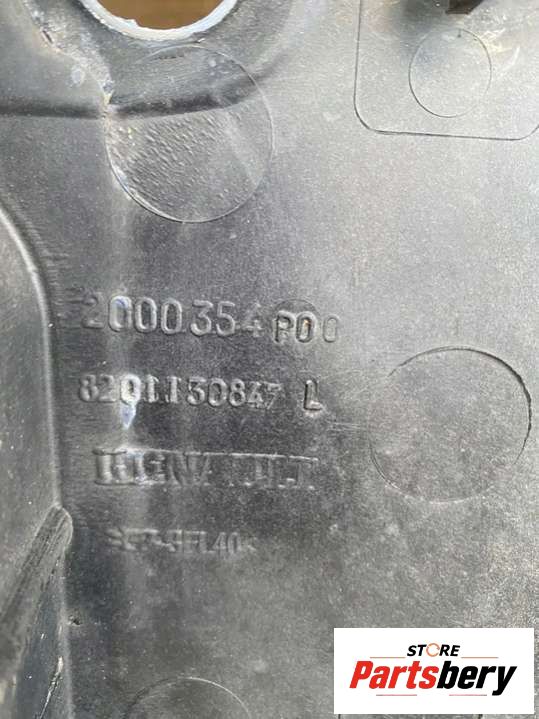 2000354P00
8201130847 L
RENAULT
STORE
Partsbery